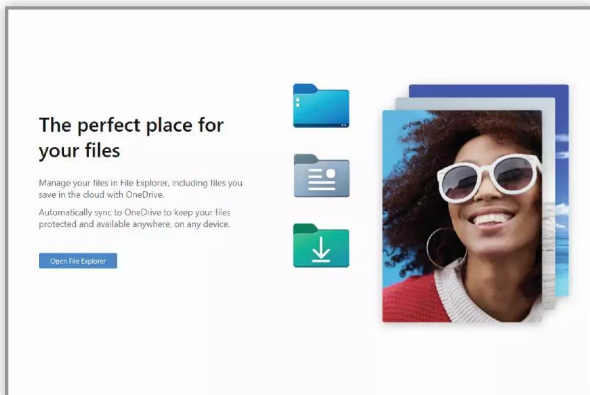 The perfect place for
your files
Manage your files in File Explorer, including files you
save in the cloud with OneDrive.
Automatically sync to OneDrive to keep your files
protected and available anywhere, on any device.
Open File Explorer